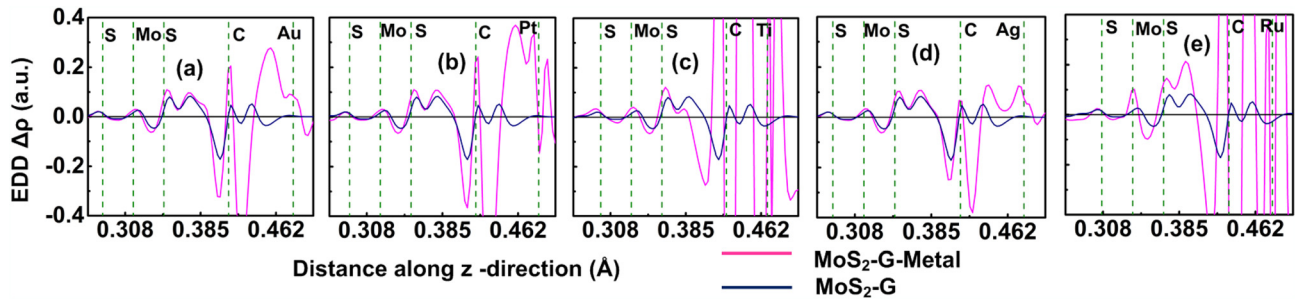 S Mo S C Au
S Mo S C Pt
S Mo S C Ti
S Mo S C Ag
S Mo S C Ru
(a) (b) (c) (d) (e)
EDD Δρ (a.u.)
0.4
0.2
0.0
-0.2
-0.4
0.308 0.385 0.462
0.308 0.385 0.462
0.308 0.385 0.462
0.308 0.385 0.462
0.308 0.385 0.462
Distance along z -direction (Å)
MoS₂-G-Metal
MoS₂-G